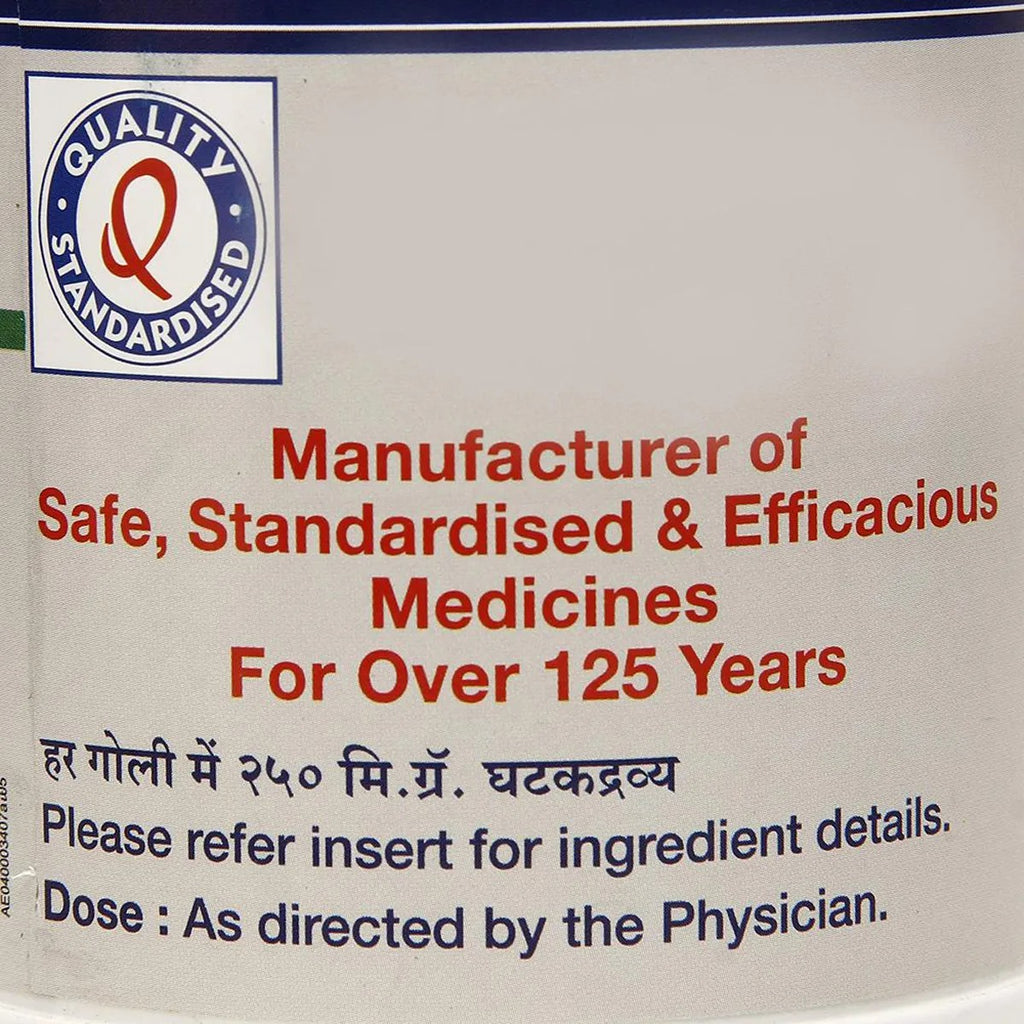 QUALITY
STANDARDISED
Manufacturer of
Safe, Standardised & Efficacious
Medicines
For Over 125 Years
हर गोली में २५० मि.ग्रॅ. घटकद्रव्य
Please refer insert for ingredient details.
Dose : As directed by the Physician.